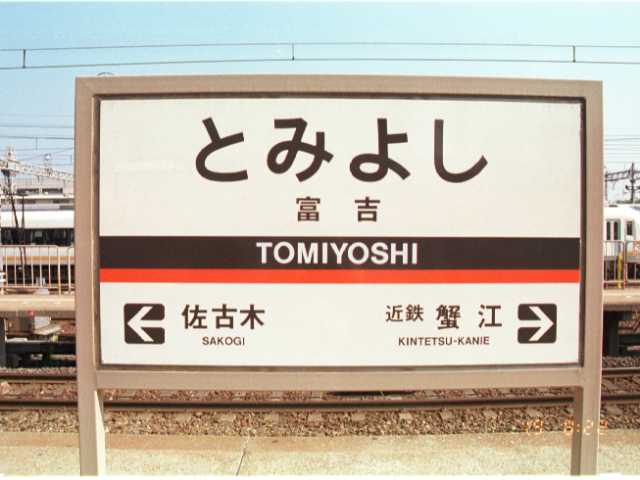 とみよし
富吉
TOMIYOSHI
佐古木 近鉄 蟹江
SAKOGI KINTETSU-KANIE